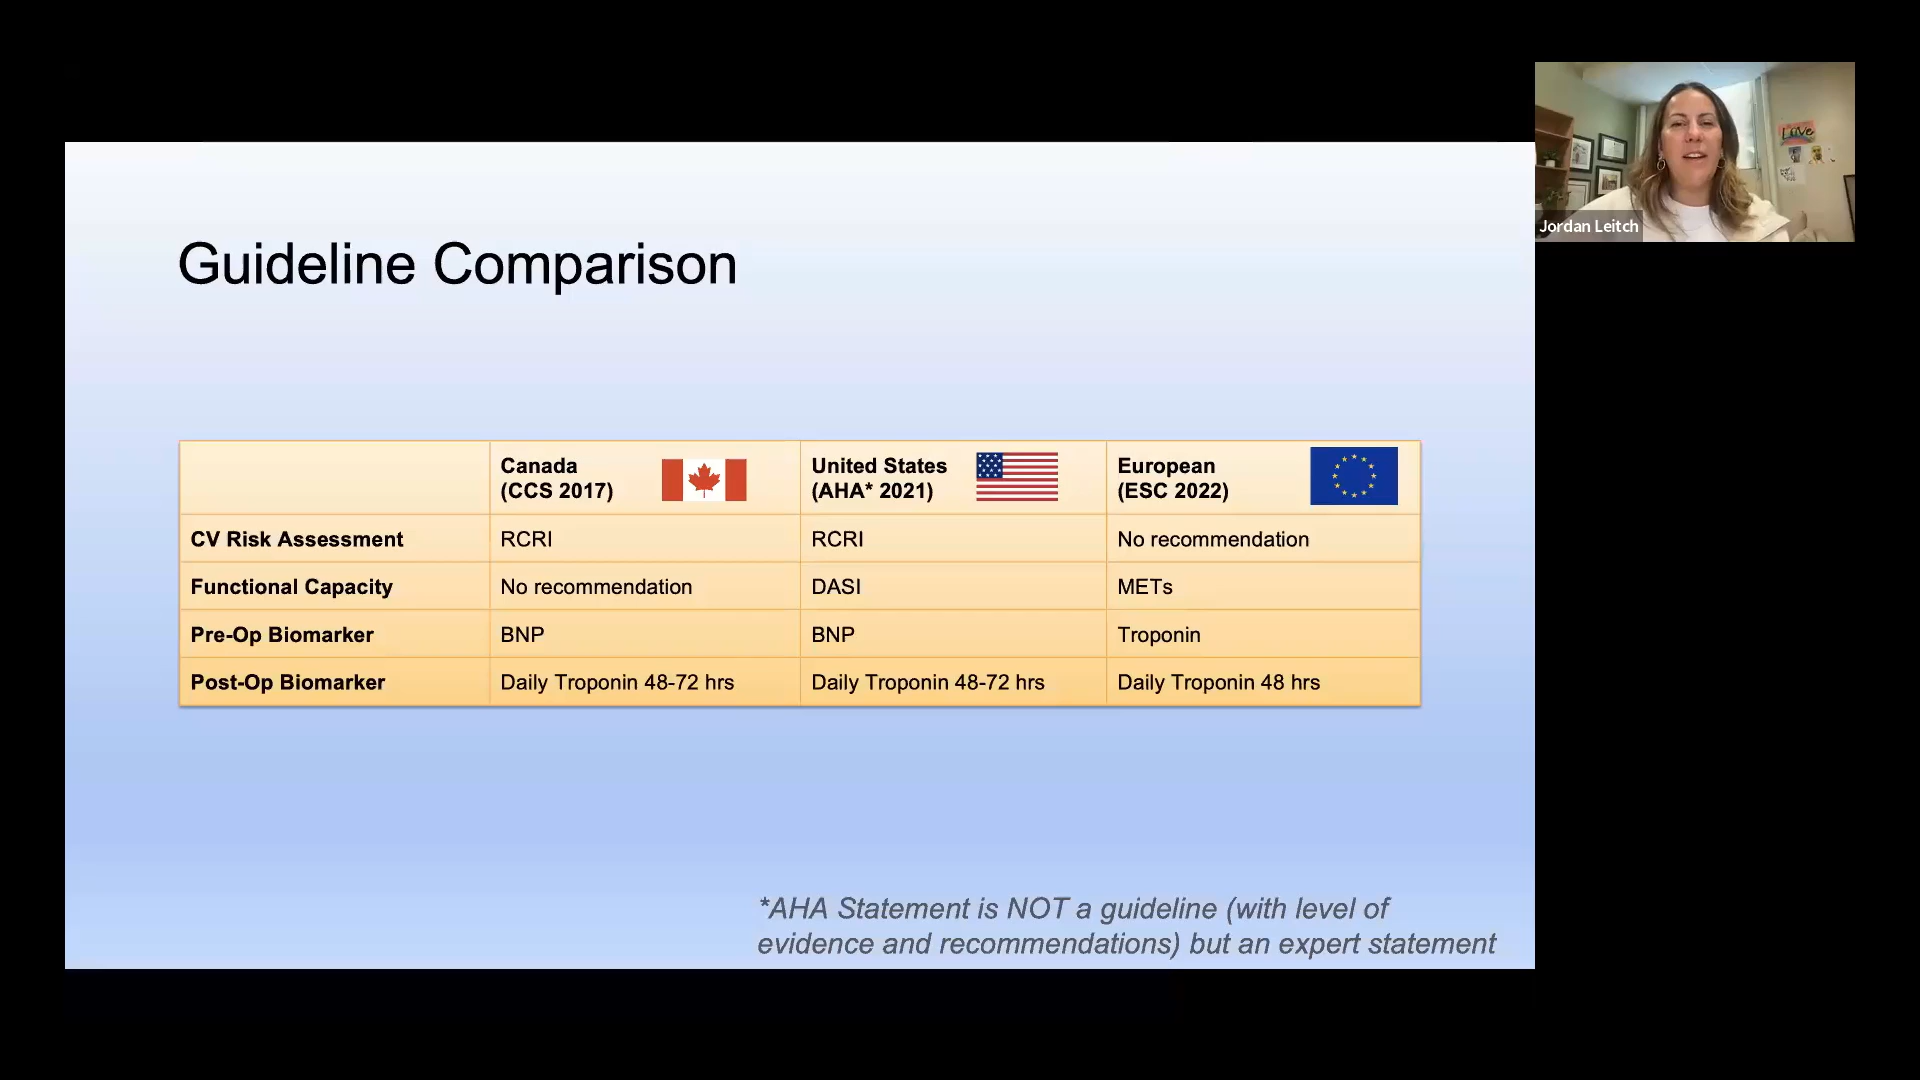 Love
Jordan Leitch
Guideline Comparison
Canada
(CCS 2017)
United States
(AHA* 2021)
European
(ESC 2022)
CV Risk Assessment RCRI RCRI No recommendation
Functional Capacity No recommendation DASI METs
Pre-Op Biomarker BNP BNP Troponin
Post-Op Biomarker Daily Troponin 48-72 hrs Daily Troponin 48-72 hrs Daily Troponin 48 hrs
*AHA Statement is NOT a guideline (with level of
evidence and recommendations) but an expert statement